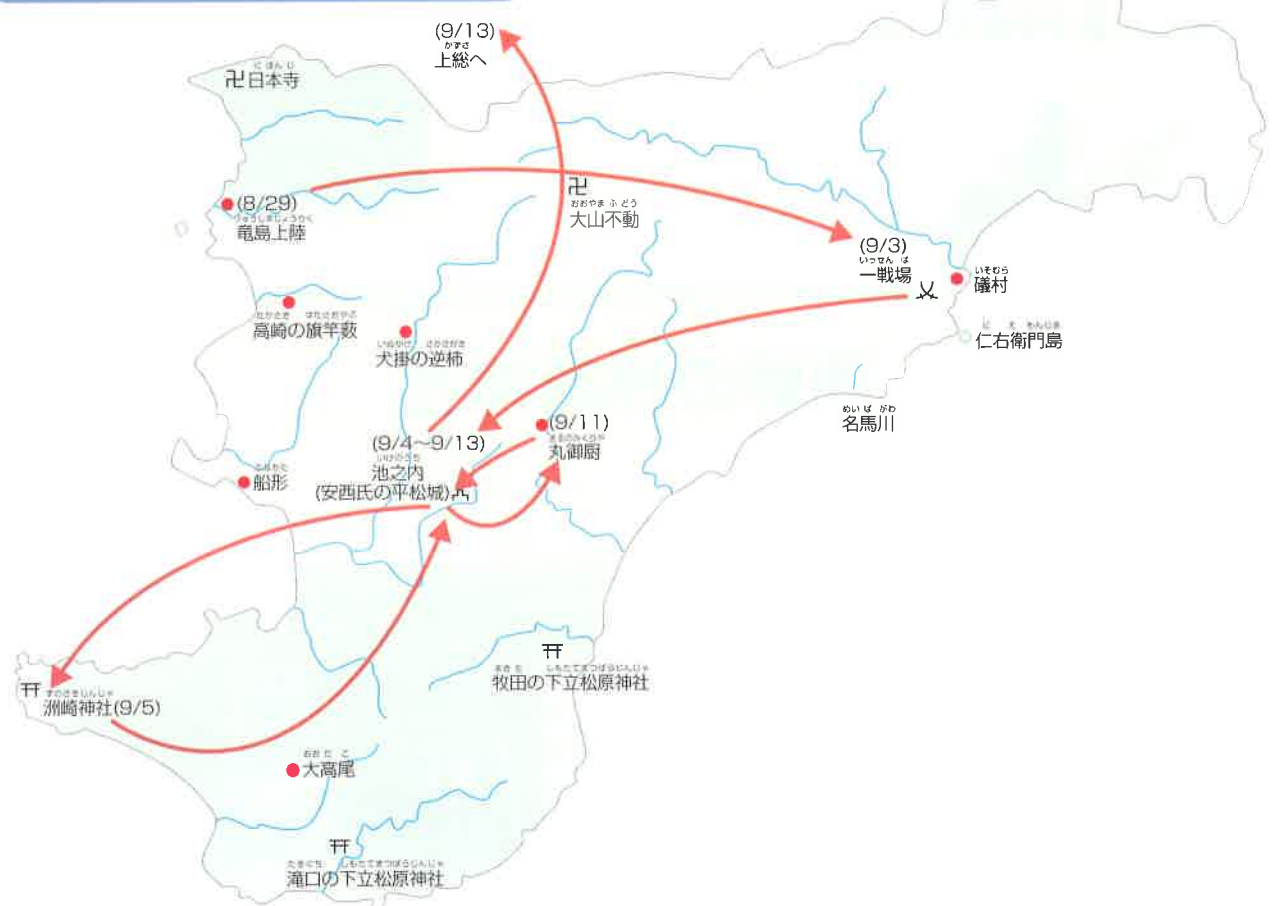 (9/13)
かずさ
上総へ
にほんじ
卍日本寺
(8/29)
りゅうしまじょうりく
竜島上陸
卍
おおやまふどう
大山不動
(9/3)
いっせんば
一戦場
いそむら
礒村
にえもんじま
仁右衛門島
たかさき はたざおやぶ
高崎の旗竿薮
いぬかけ さかさがき
犬掛の逆柿
めいばがわ
名馬川
(9/11)
まるのみくりや
丸御厨
(9/4～9/13)
いけのうち
池之内
(安西氏の平松城)
ふなかた
船形
まきだ しもたてまつばらじんじゃ
牧田の下立松原神社
すのさきじんじゃ
洲崎神社(9/5)
おおだこ
大高尾
たきぐち しもたてまつばらじんじゃ
滝口の下立松原神社